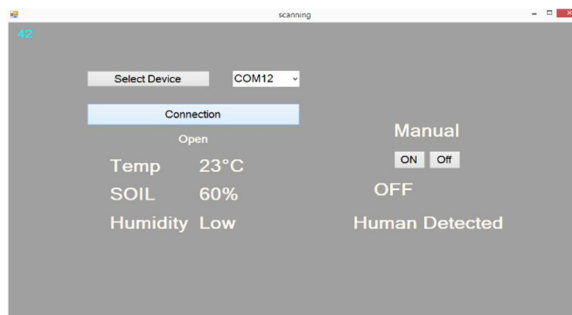 scanning
42
Select Device COM12
Connection
Open
Manual
ON Off
Temp 23°C
SOIL 60%
OFF
Humidity Low
Human Detected